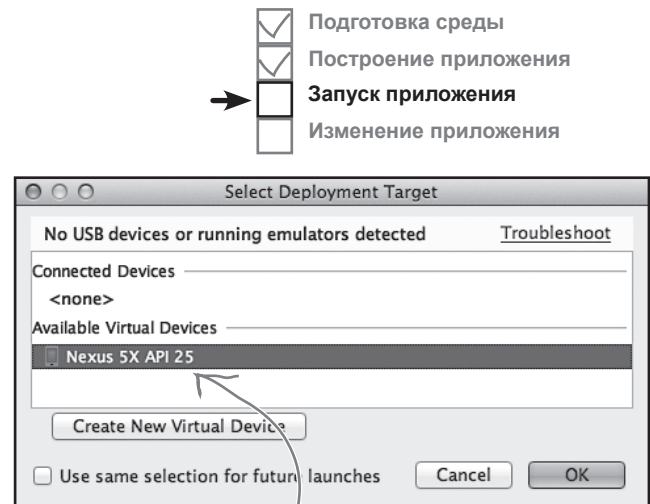 Подготовка среды
Построение приложения
Запуск приложения
Изменение приложения
Select Deployment Target
No USB devices or running emulators detected Troubleshoot
Connected Devices
<none>
Available Virtual Devices
Nexus 5X API 25
Create New Virtual Device
Use same selection for future launches Cancel OK